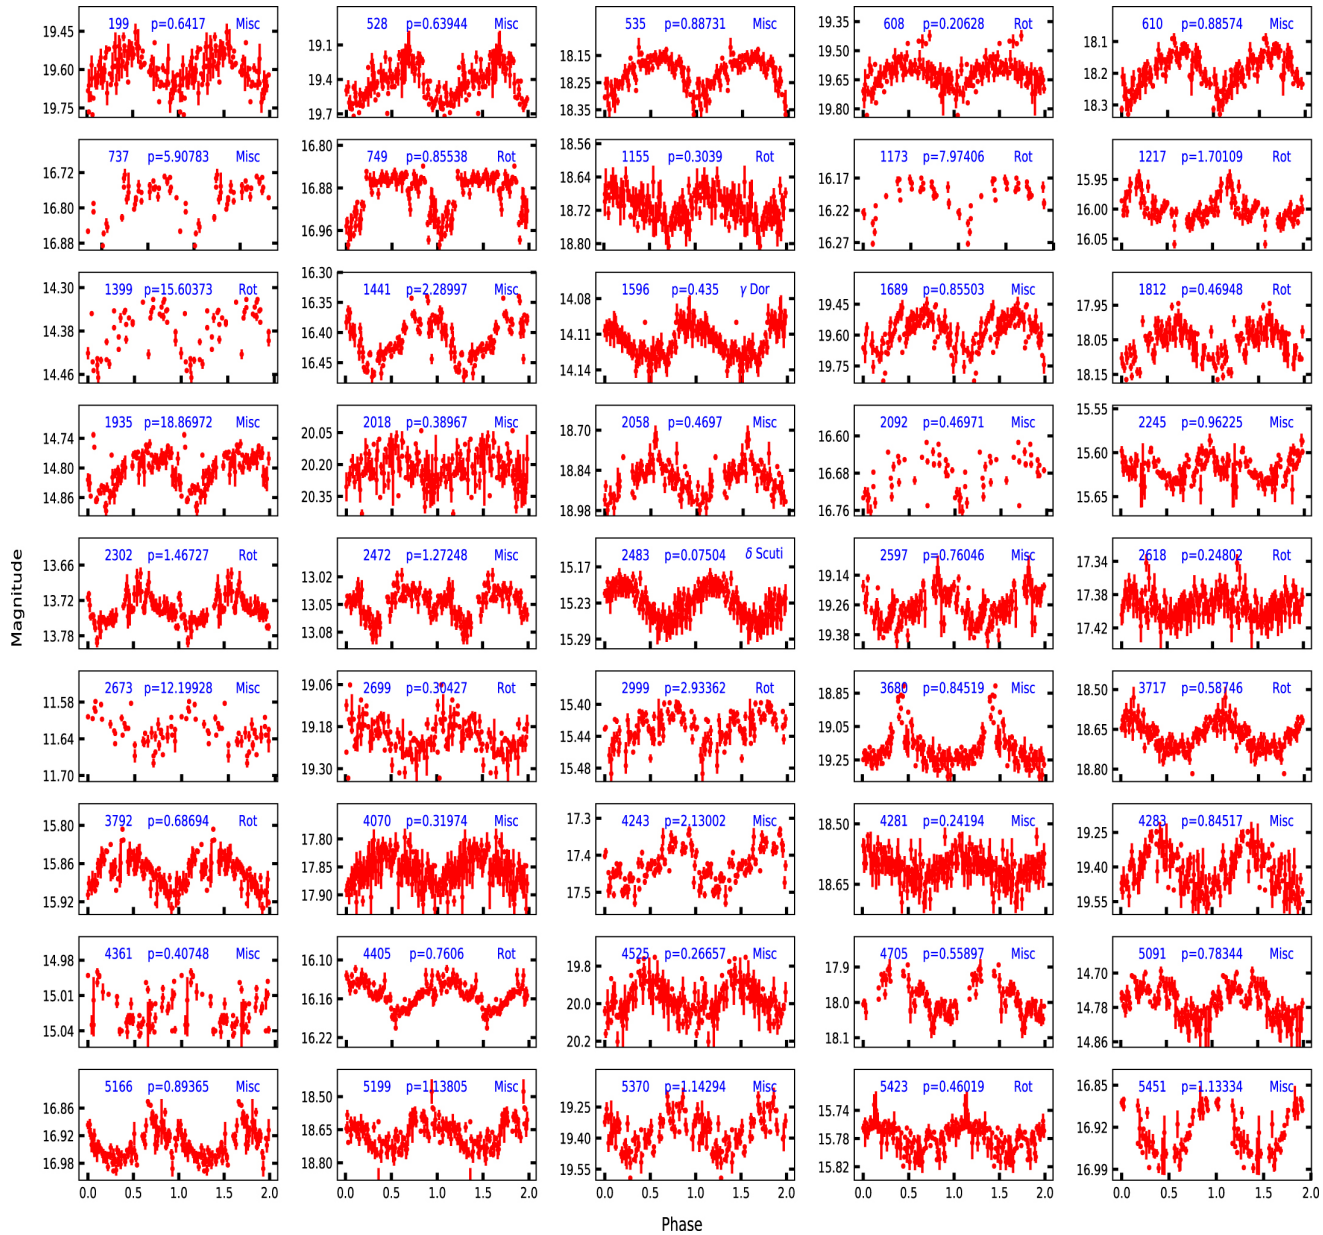 199 p=0.6417 Misc
528 p=0.63944 Misc
535 p=0.88731 Misc
608 p=0.20628 Rot
610 p=0.88574 Misc
19.45
19.60
19.75
19.1
19.4
19.7
18.15
18.25
18.35
19.35
19.50
19.65
19.80
18.1
18.2
18.3
737 p=5.90783 Misc
749 p=0.85538 Rot
1155 p=0.3039 Rot
1173 p=7.97406 Rot
1217 p=1.70109 Rot
16.72
16.80
16.88
16.80
16.88
16.96
18.56
18.64
18.72
18.80
16.17
16.22
16.27
15.95
16.00
16.05
1399 p=15.60373 Rot
1441 p=2.28997 Misc
1596 p=0.435 γ Dor
1689 p=0.85503 Misc
1812 p=0.46948 Rot
14.30
14.38
14.46
16.30
16.35
16.40
16.45
14.08
14.11
14.14
19.45
19.60
19.75
17.95
18.05
18.15
1935 p=18.86972 Misc
2018 p=0.38967 Misc
2058 p=0.4697 Misc
2092 p=0.46971 Misc
2245 p=0.96225 Misc
14.74
14.80
14.86
20.05
20.20
20.35
18.70
18.84
18.98
16.60
16.68
16.76
15.55
15.60
15.65
2302 p=1.46727 Rot
2472 p=1.27248 Misc
2483 p=0.07504 δ Scuti
2597 p=0.76046 Misc
2618 p=0.24802 Rot
13.66
13.72
13.78
13.02
13.05
13.08
15.17
15.23
15.29
19.14
19.26
19.38
17.34
17.38
17.42
Magnitude
2673 p=12.19928 Misc
2699 p=0.30427 Rot
2999 p=2.93362 Rot
3680 p=0.84519 Misc
3717 p=0.58746 Rot
11.58
11.64
11.70
19.06
19.18
19.30
15.40
15.44
15.48
18.85
19.05
19.25
18.50
18.65
18.80
3792 p=0.68694 Rot
4070 p=0.31974 Misc
4243 p=2.13002 Misc
4281 p=0.24194 Misc
4283 p=0.84517 Misc
15.80
15.86
15.92
17.80
17.85
17.90
17.3
17.4
17.5
18.50
18.65
19.25
19.40
19.55
4361 p=0.40748 Misc
4405 p=0.7606 Rot
4525 p=0.26657 Misc
4705 p=0.55897 Misc
5091 p=0.78344 Misc
14.98
15.01
15.04
16.10
16.16
16.22
19.8
20.0
20.2
17.9
18.0
18.1
14.70
14.78
14.86
5166 p=0.89365 Misc
5199 p=1.13805 Misc
5370 p=1.14294 Misc
5423 p=0.46019 Rot
5451 p=1.13334 Misc
16.86
16.92
16.98
18.50
18.65
18.80
19.25
19.40
19.55
15.74
15.78
15.82
16.85
16.92
16.99
0.0 0.5 1.0 1.5 2.0
0.0 0.5 1.0 1.5 2.0
0.0 0.5 1.0 1.5 2.0
0.0 0.5 1.0 1.5 2.0
0.0 0.5 1.0 1.5 2.0
Phase